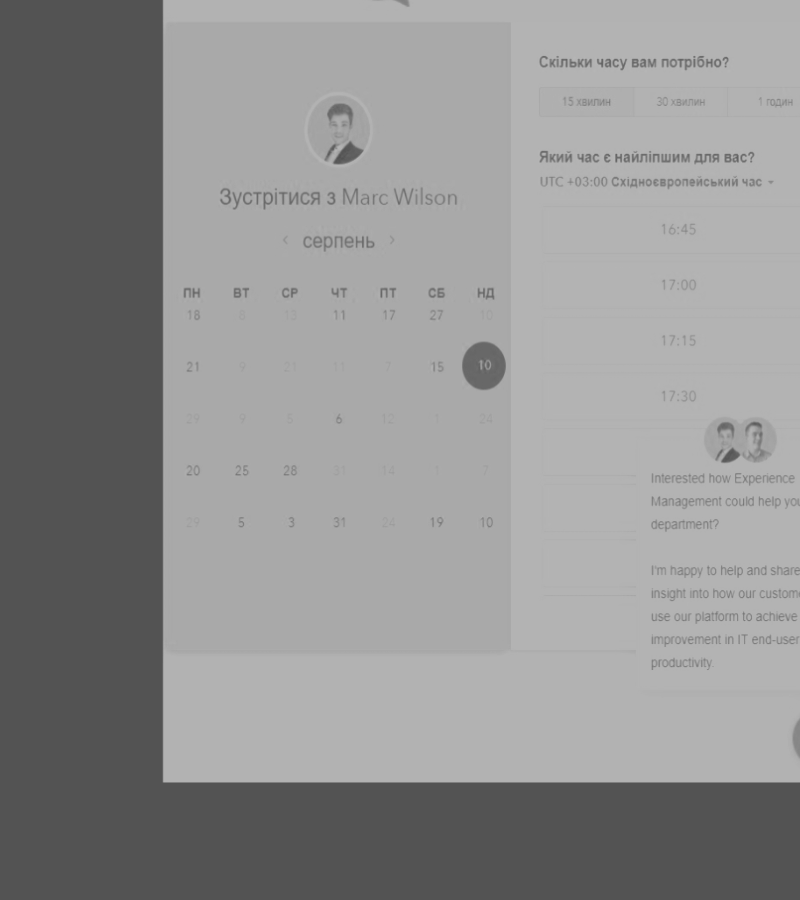 Зустрітися з Marc Wilson
‹ серпень ›
ПН ВТ СР ЧТ ПТ СБ НД
18 8 13 11 17 27 10
21 9 21 11 7 15 10
29 9 5 6 12 1 24
20 25 28 31 14 1 7
29 5 3 31 24 19 10
Скільки часу вам потрібно?
15 хвилин 30 хвилин 1 годин
Який час є найліпшим для вас?
UTC +03:00 Східноєвропейський час
16:45
17:00
17:15
17:30
Interested how Experience
Management could help you
department?
I'm happy to help and share
insight into how our custome
use our platform to achieve
improvement in IT end-user
productivity.